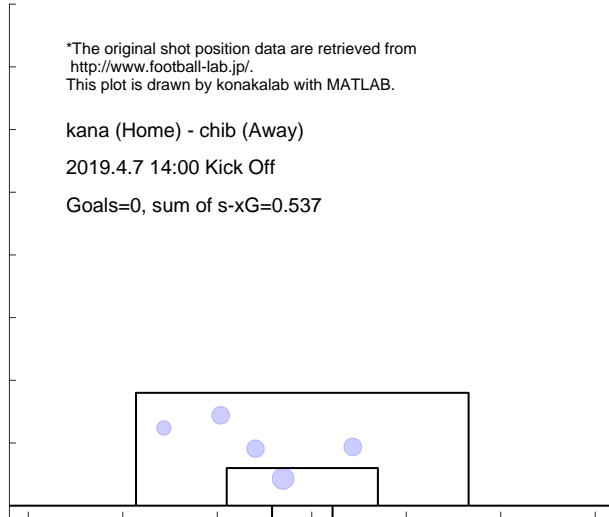 *The original shot position data are retrieved from
http://www.football-lab.jp/.
This plot is drawn by konakalab with MATLAB.
kana (Home) - chib (Away)
2019.4.7 14:00 Kick Off
Goals=0, sum of s-xG=0.537